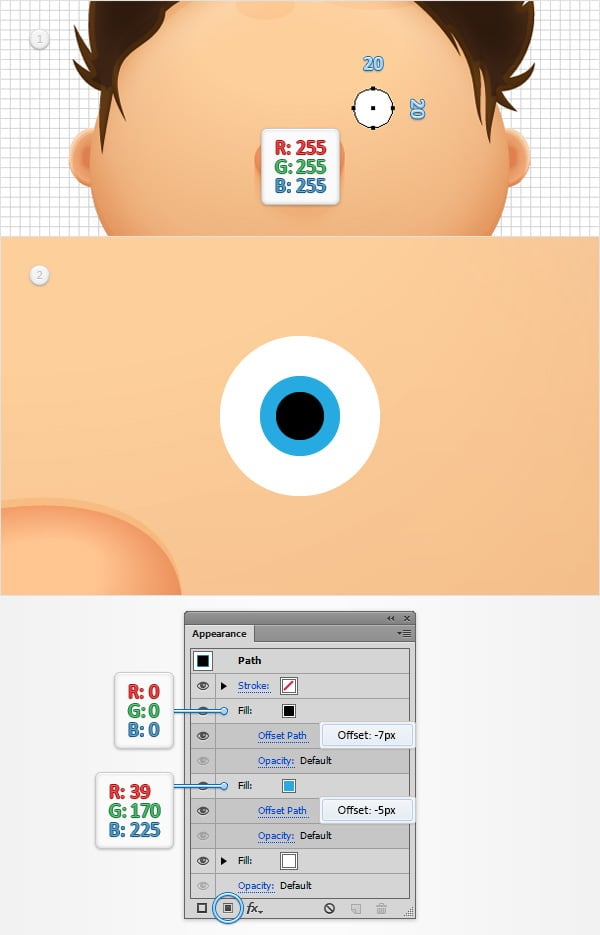 1
20
20
R: 255
G: 255
B: 255
2
Appearance
Path
Stroke:
R: 0
G: 0
B: 0
Fill:
Offset Path
Offset: -7px
Opacity: Default
R: 39
G: 170
B: 225
Fill:
Offset Path
Offset: -5px
Opacity: Default
Fill:
Opacity: Default
fx